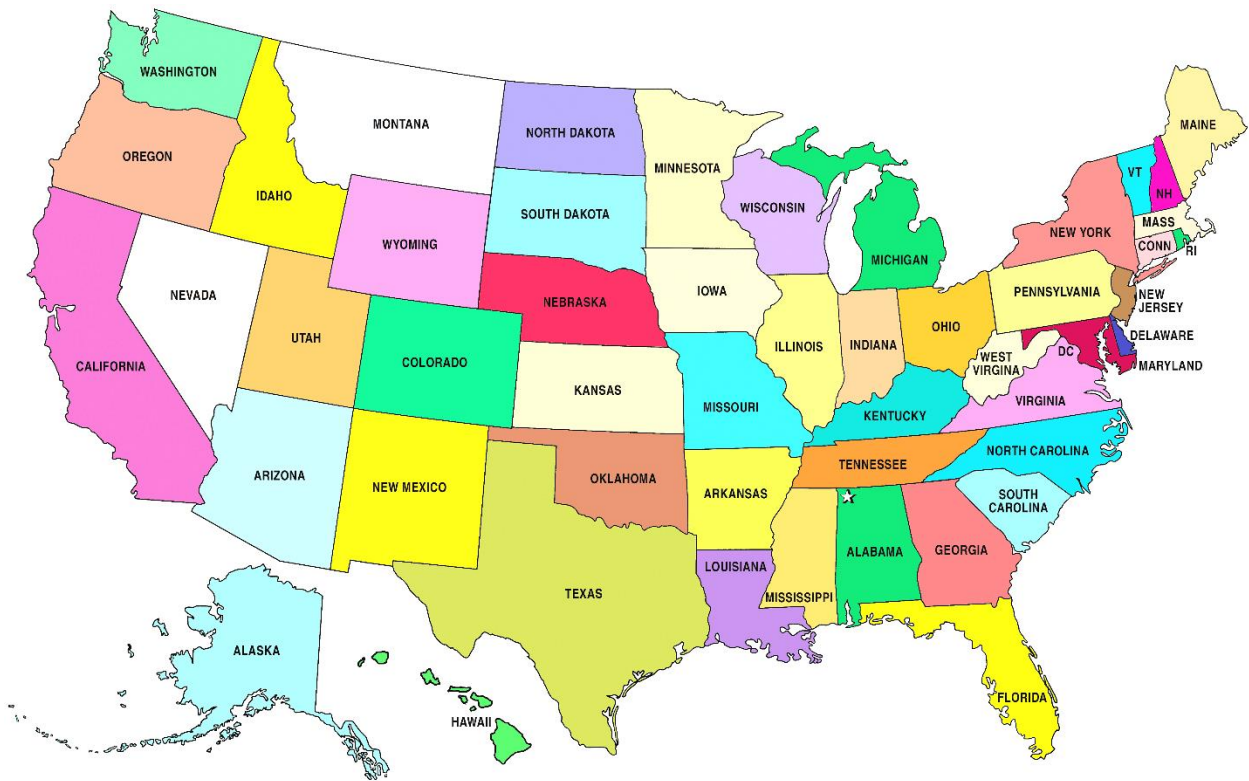 WASHINGTON
OREGON
CALIFORNIA
IDAHO
NEVADA
MONTANA
WYOMING
UTAH
COLORADO
ARIZONA
NEW MEXICO
NORTH DAKOTA
SOUTH DAKOTA
NEBRASKA
KANSAS
OKLAHOMA
TEXAS
MINNESOTA
IOWA
MISSOURI
ARKANSAS
LOUISIANA
WISCONSIN
ILLINOIS
MICHIGAN
INDIANA
OHIO
KENTUCKY
TENNESSEE
MISSISSIPPI
ALABAMA
GEORGIA
FLORIDA
SOUTH
CAROLINA
NORTH CAROLINA
VIRGINIA
WEST
VIRGINA
DC
MARYLAND
DELAWARE
NEW
JERSEY
PENNSYLVANIA
NEW YORK
CONN
RI
MASS
VT
NH
MAINE
ALASKA
HAWAII